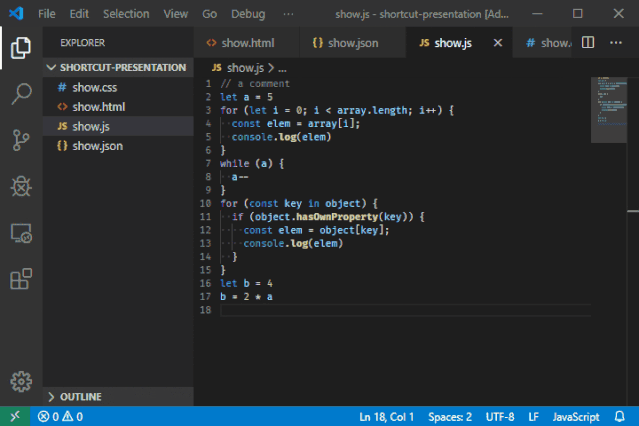 File Edit Selection View Go Debug ··· show.js - shortcut-presentation [Ad...
EXPLORER
SHORTCUT-PRESENTATION
# show.css
<> show.html
JS show.js
{} show.json
OUTLINE
<> show.html {} show.json JS show.js # show.
JS show.js > ...
1 // a comment
2 let a = 5
3 for (let i = 0; i < array.length; i++) {
4 const elem = array[i];
5 console.log(elem)
6 }
7 while (a) {
8 a--
9 }
10 for (const key in object) {
11 if (object.hasOwnProperty(key)) {
12 const elem = object[key];
13 console.log(elem)
14 }
15 }
16 let b = 4
17 b = 2 * a
18
0 0 Ln 18, Col 1 Spaces: 2 UTF-8 LF JavaScript